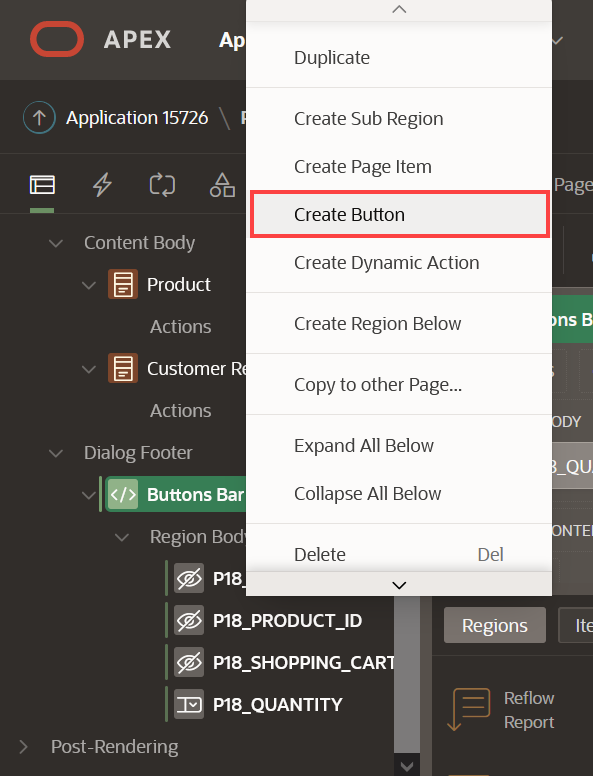 APEX
Ap
Duplicate
Application 15726
Create Sub Region
Create Page Item
Page
Create Button
Content Body
Create Dynamic Action
Product
Create Region Below
ons B
Actions
Customer Re
Copy to other Page...
Actions
ODY
Dialog Footer
Expand All Below
8_QU
Buttons Bar
Collapse All Below
Region Body
ONTE
Delete Del
P18_
P18_PRODUCT_ID
Regions
Ite
P18_SHOPPING_CART
P18_QUANTITY
Reflow
Report
Post-Rendering